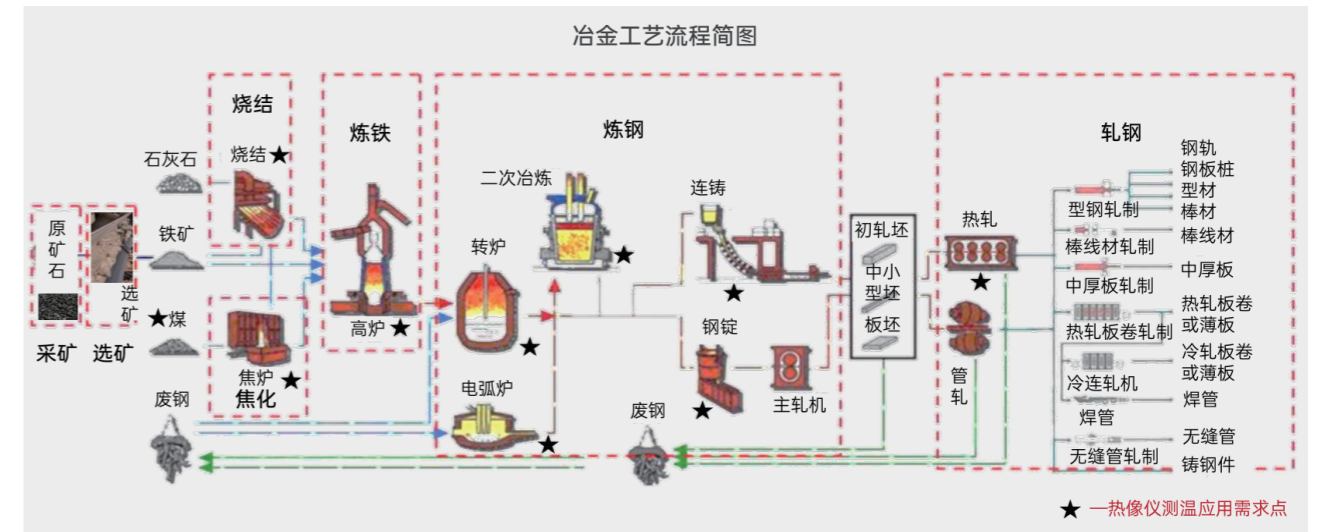 冶金工艺流程简图
烧结
炼铁
炼钢
轧钢
石灰石
烧结★
铁矿
★煤
废钢
原
矿
石
选
矿
采矿
选矿
焦炉★
焦化
高炉★
二次冶炼
★
转炉
★
电弧炉
★
连铸
★
钢锭
★
主轧机
废钢
初轧坯
中小
型坯
板坯
热轧
★
管
轧
型钢轧制
棒线材轧制
中厚板轧制
热轧板卷轧制
冷连轧机
焊管
无缝管轧制
钢轨
钢板桩
型材
棒材
棒线材
中厚板
热轧板卷
或薄板
冷轧板卷
或薄板
焊管
无缝管
铸钢件
★ —热像仪测温应用需求点